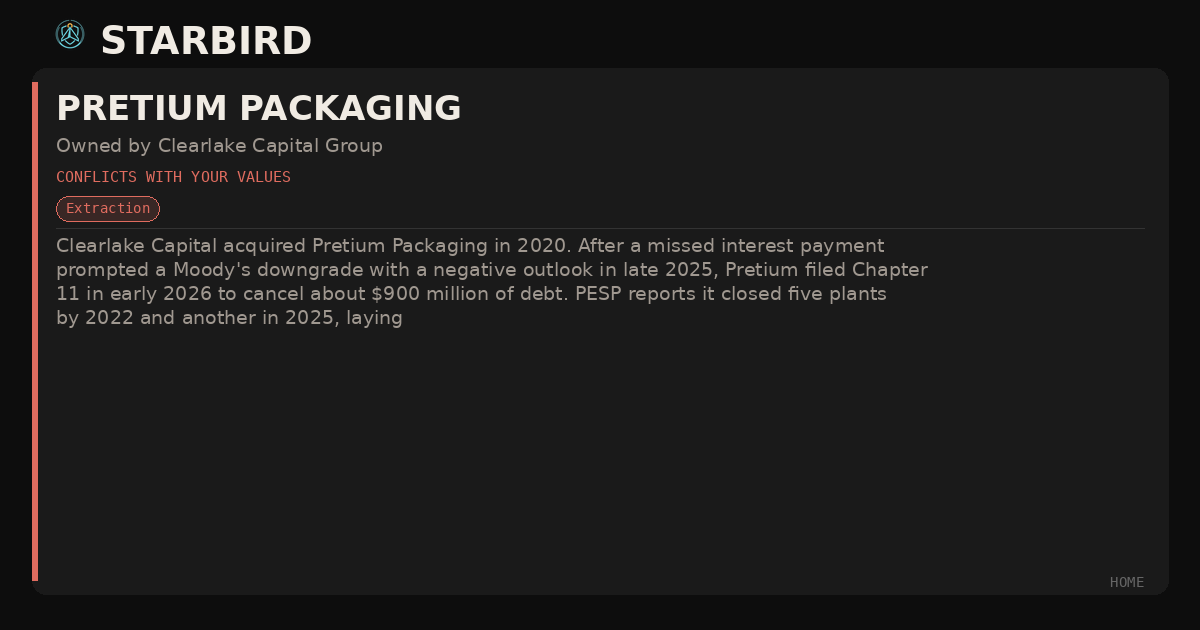 STARBIRD
PRETIUM PACKAGING
Owned by Clearlake Capital Group
CONFLICTS WITH YOUR VALUES
Extraction
Clearlake Capital acquired Pretium Packaging in 2020. After a missed interest payment
prompted a Moody's downgrade with a negative outlook in late 2025, Pretium filed Chapter
11 in early 2026 to cancel about $900 million of debt. PESP reports it closed five plants
by 2022 and another in 2025, laying
HOME